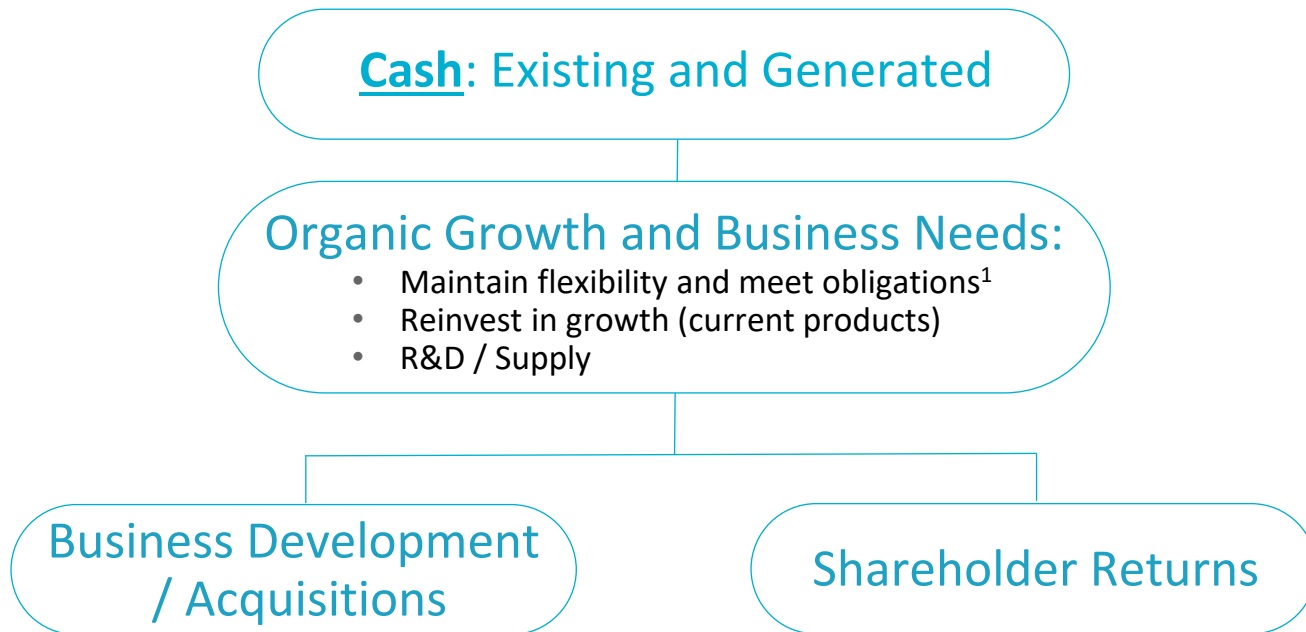 Cash: Existing and Generated
Organic Growth and Business Needs:
• Maintain flexibility and meet obligations¹
• Reinvest in growth (current products)
• R&D / Supply
Business Development
/ Acquisitions
Shareholder Returns